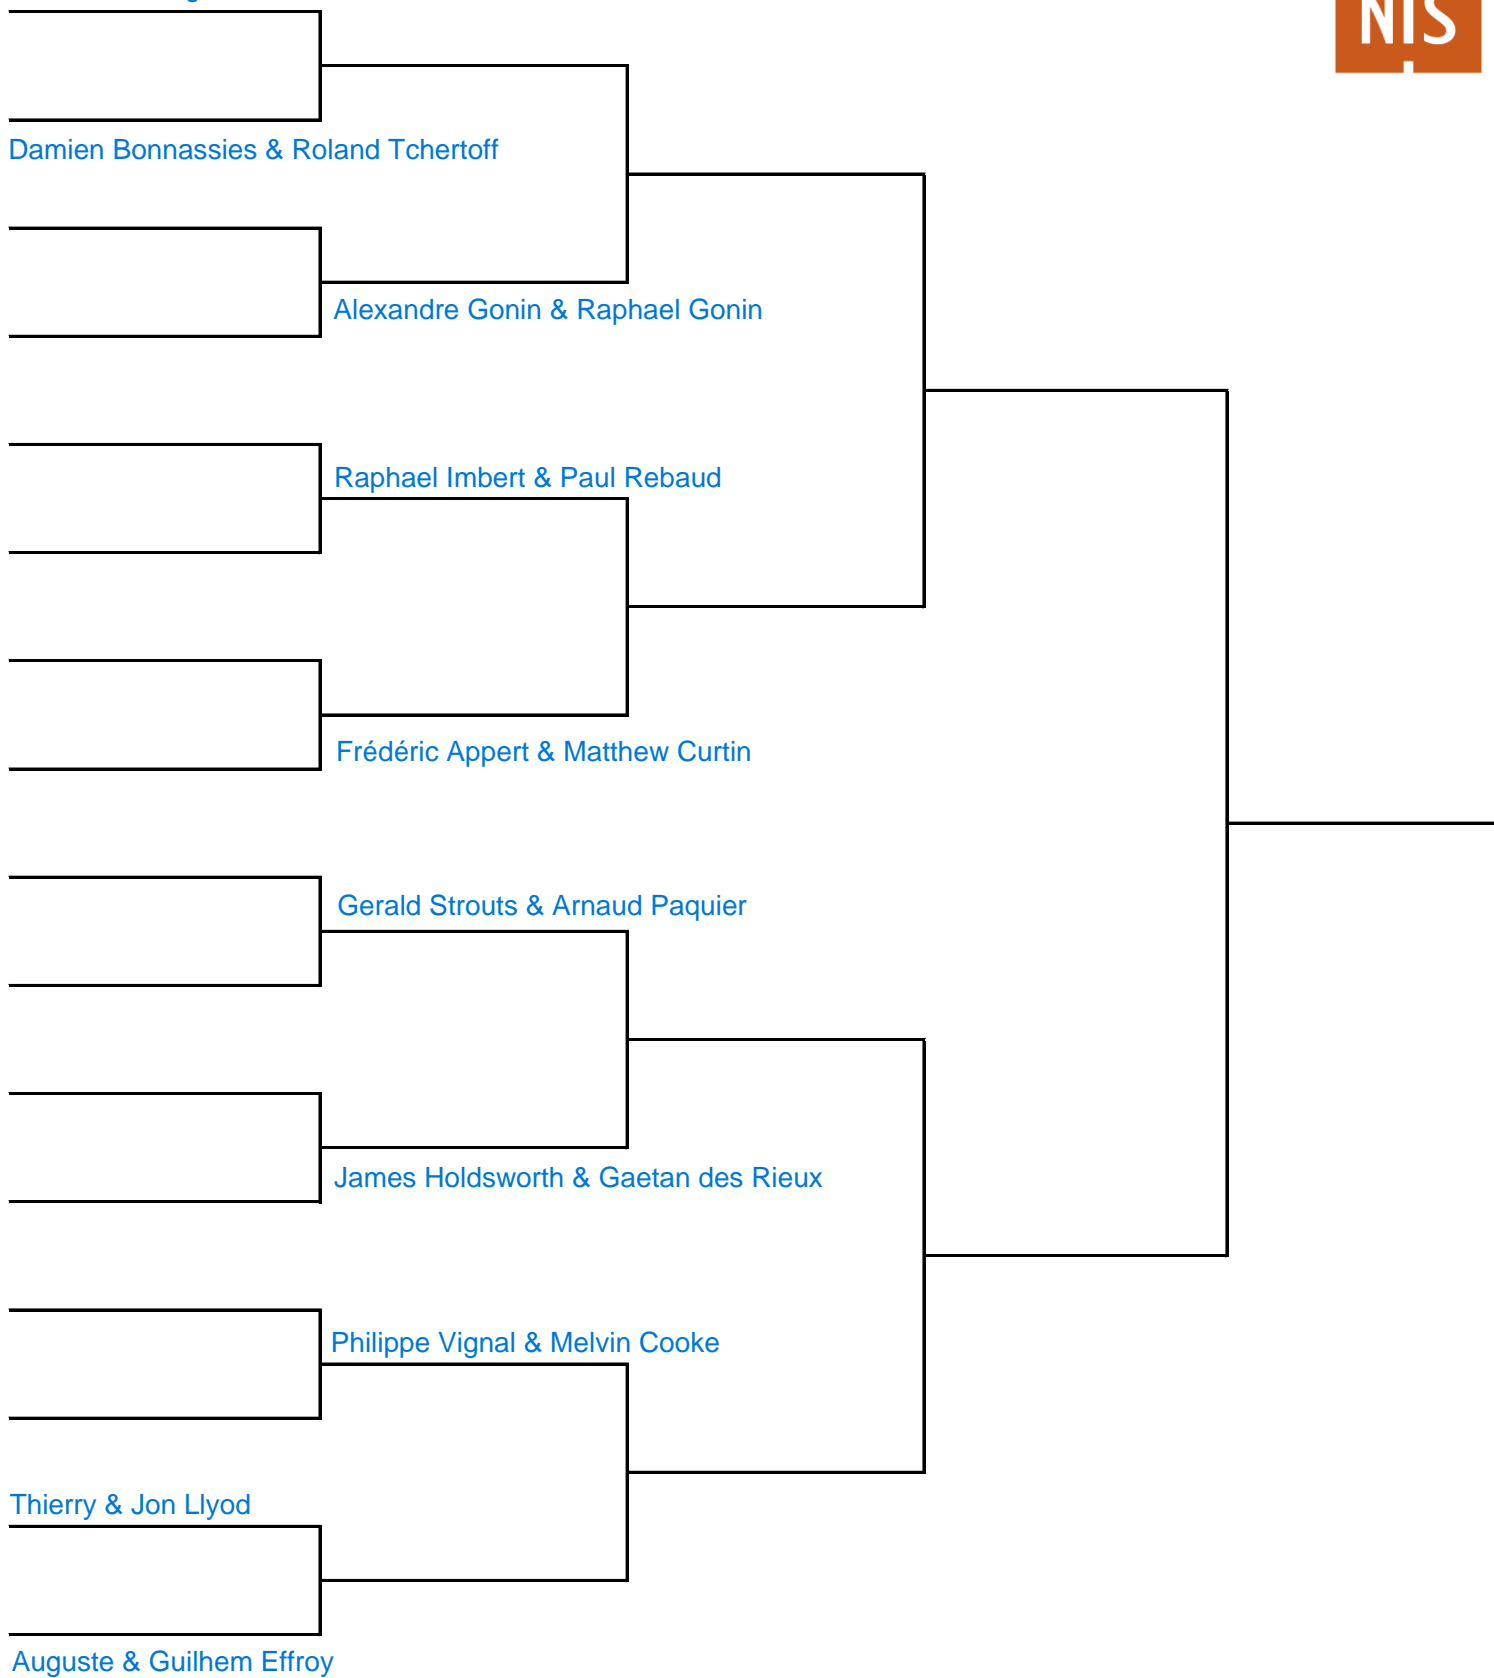 NIS
Damien Bonnassies & Roland Tchertoff
Alexandre Gonin & Raphael Gonin
Raphael Imbert & Paul Rebaud
Frédéric Appert & Matthew Curtin
Gerald Strouts & Arnaud Paquier
James Holdsworth & Gaetan des Rieux
Philippe Vignal & Melvin Cooke
Thierry & Jon Llyod
Auguste & Guilhem Effroy